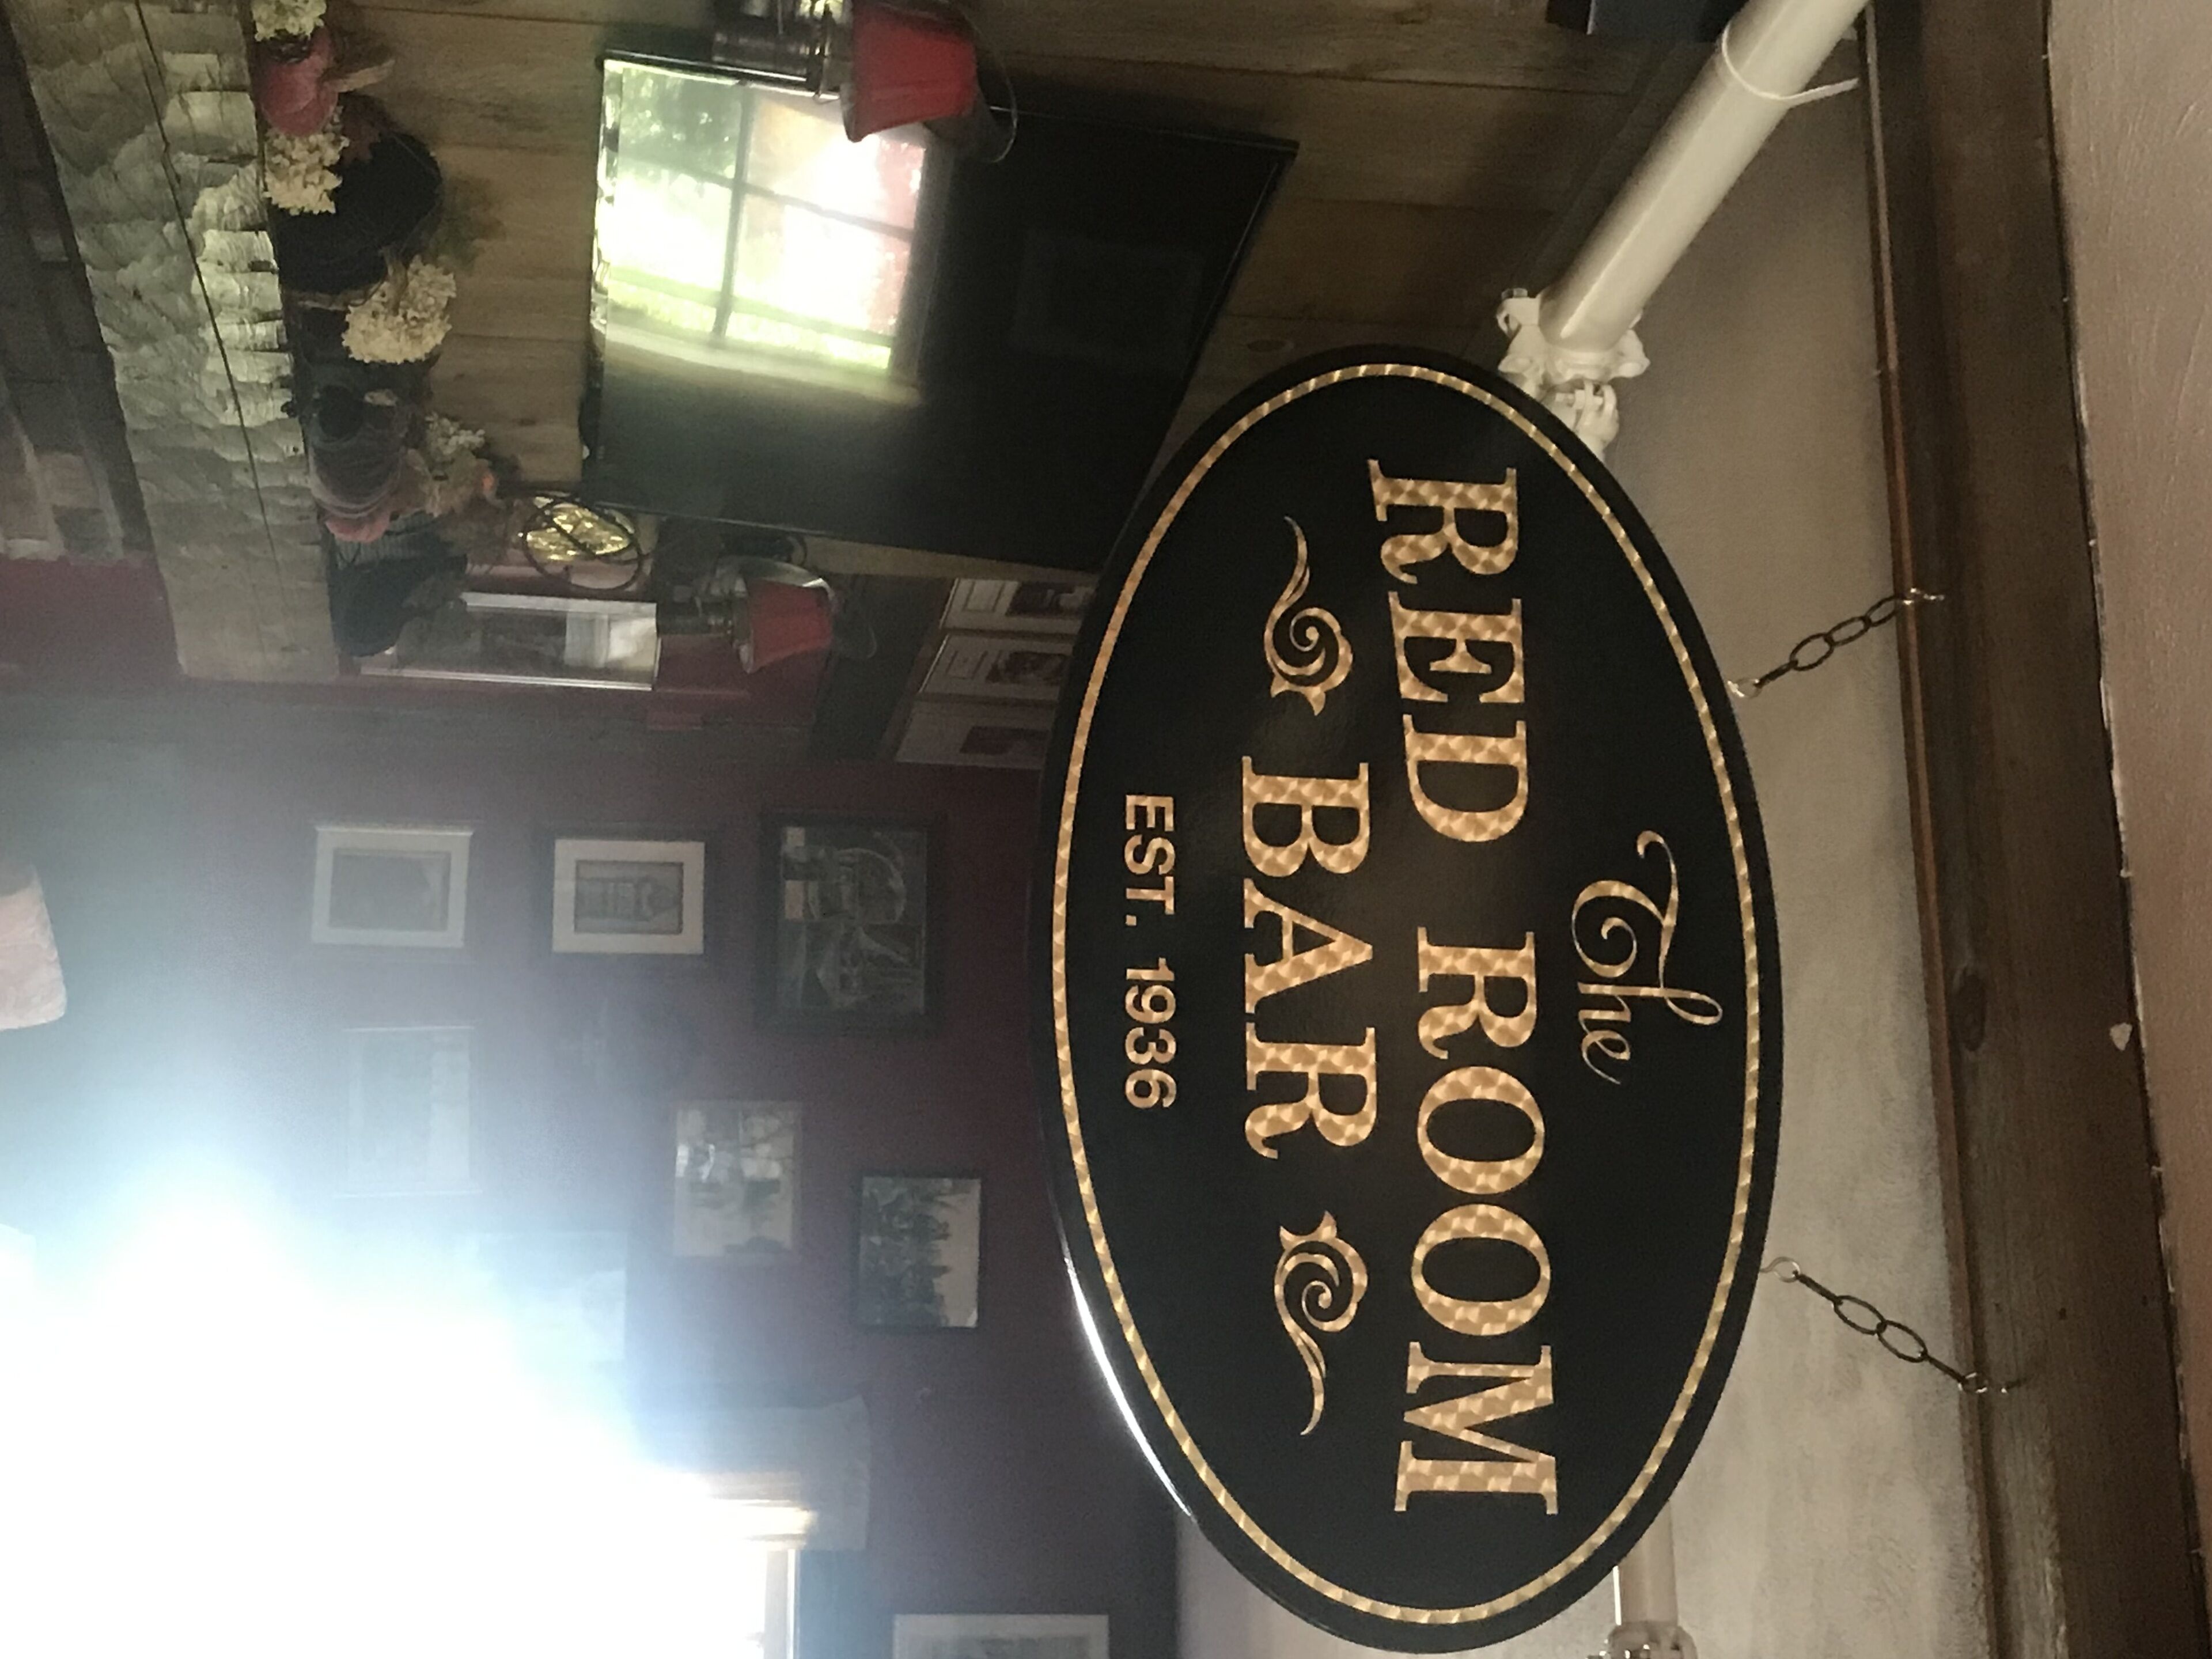 The
RED ROOM
BAR
EST. 1936